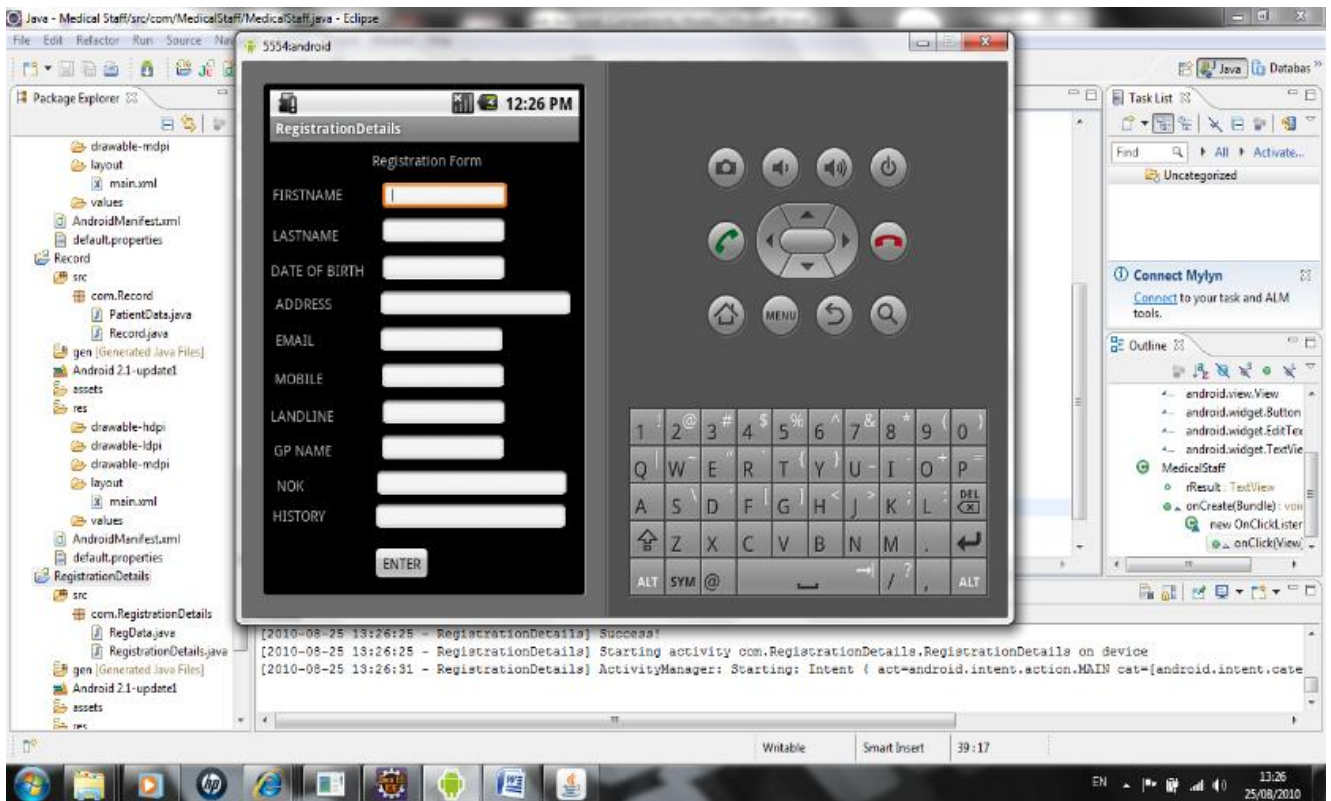 Java - Medical Staff/src/com/MedicalStaff/MedicalStaff.java - Eclipse
File Edit Refactor Run Source
5554:android
Java
Databas
Package Explorer
drawable-mdpi
layout
main.xml
values
AndroidManifest.xml
default.properties
Record
src
com.Record
PatientData.java
Record.java
gen [Generated Java Files]
Android 2.1-update1
assets
res
drawable-hdpi
drawable-ldpi
drawable-mdpi
layout
main.xml
values
AndroidManifest.xml
default.properties
RegistrationDetails
src
com.RegistrationDetails
RegData.java
RegistrationDetails.java
gen [Generated Java Files]
Android 2.1-update1
assets
res
12:26 PM
RegistrationDetails
Registration Form
FIRSTNAME
LASTNAME
DATE OF BIRTH
ADDRESS
EMAIL
MOBILE
LANDLINE
GP NAME
NOK
HISTORY
ENTER
MENU
1 ! 2 @ 3 # 4 $ 5 % 6 ^ 7 & 8 * 9 ( 0 )
Q | W ~ E " R ` T { Y } U - I - O + P =
A S \ D ' F [ G ] H < J > K ; L : DEL
Z X C V B N M .
ALT SYM @ / ? , ALT
Task List
Find All Activate...
Uncategorized
Connect Mylyn
Connect to your task and ALM
tools.
Outline
android.view.View
android.widget.Button
android.widget.EditTex
android.widget.TextVie
MedicalStaff
rResult : TextView
onCreate(Bundle) : void
new OnClickLister
onClick(View)
[2010-08-25 13:26:25 - RegistrationDetails] Success!
[2010-08-25 13:26:25 - RegistrationDetails] Starting activity com.RegistrationDetails.RegistrationDetails on device
[2010-08-25 13:26:31 - RegistrationDetails] ActivityManager: Starting: Intent { act=android.intent.action.MAIN cat=[android.intent.cate
Writable Smart Insert 39 : 17
EN
13:26
25/08/2010